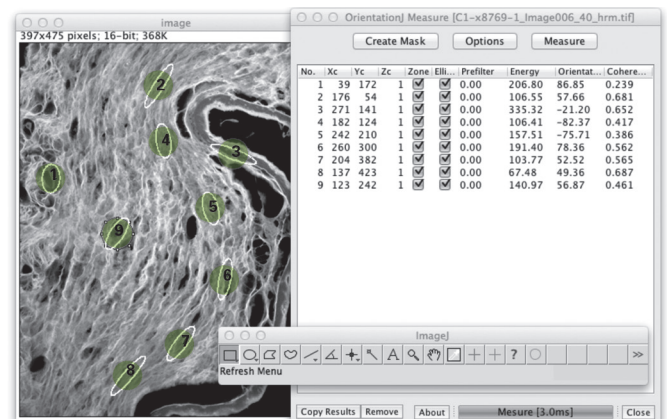 image
397x475 pixels; 16-bit; 368K
2
4
3
1
5
9
6
7
8
OrientationJ Measure [C1-x8769-1_Image006_40_hrm.tif]
Create Mask Options Measure
No. Xc Yc Zc Zone Elli... Prefilter Energy Orientat... Cohere...
1 39 172 1 0.00 206.80 86.85 0.239
2 176 54 1 0.00 106.55 57.66 0.681
3 271 141 1 0.00 335.32 -21.20 0.652
4 182 124 1 0.00 106.41 -82.37 0.417
5 242 210 1 0.00 157.51 -75.71 0.386
6 260 300 1 0.00 191.40 78.36 0.562
7 204 382 1 0.00 103.77 52.52 0.565
8 137 423 1 0.00 67.48 49.36 0.687
9 123 242 1 0.00 140.97 56.87 0.461
ImageJ
A ? >>
Refresh Menu
Copy Results Remove About Mesure [3.0ms] Close